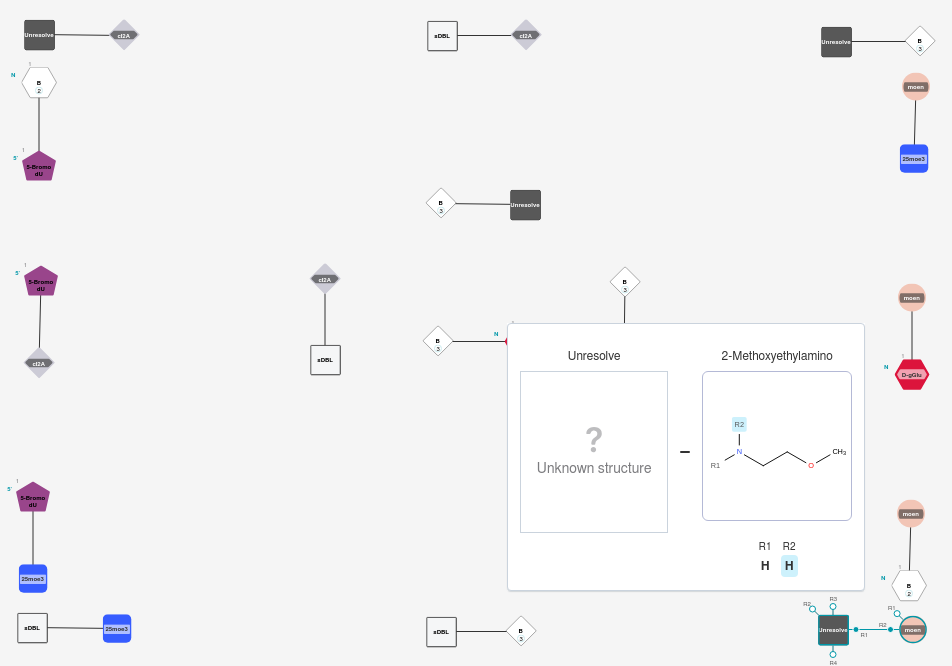 Unresolve
cl2A
sDBL
cl2A
Unresolve
B
3
1
N
B
2
moen
1
5'
5-Bromo
dU
25moe3
B
3
Unresolve
1
5'
5-Bromo
dU
cl2A
cl2A
B
3
moen
sDBL
B
3
N
1
N
D-gGlu
Unresolve
2-Methoxyethylamino
?
Unknown structure
–
R2
R1
N
O
CH3
R1 R2
H H
1
5'
5-Bromo
dU
25moe3
moen
1
N
B
2
sDBL
25moe3
sDBL
B
3
R2
R3
R1
Unresolve
R1
R2
moen
R4